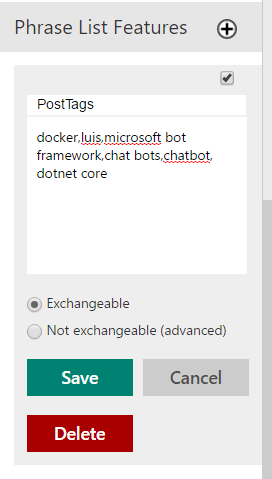 Phrase List Features
PostTags
docker,luis,microsoft bot
framework,chat bots,chatbot,
dotnet core
Exchangeable
Not exchangeable (advanced)
Save Cancel
Delete